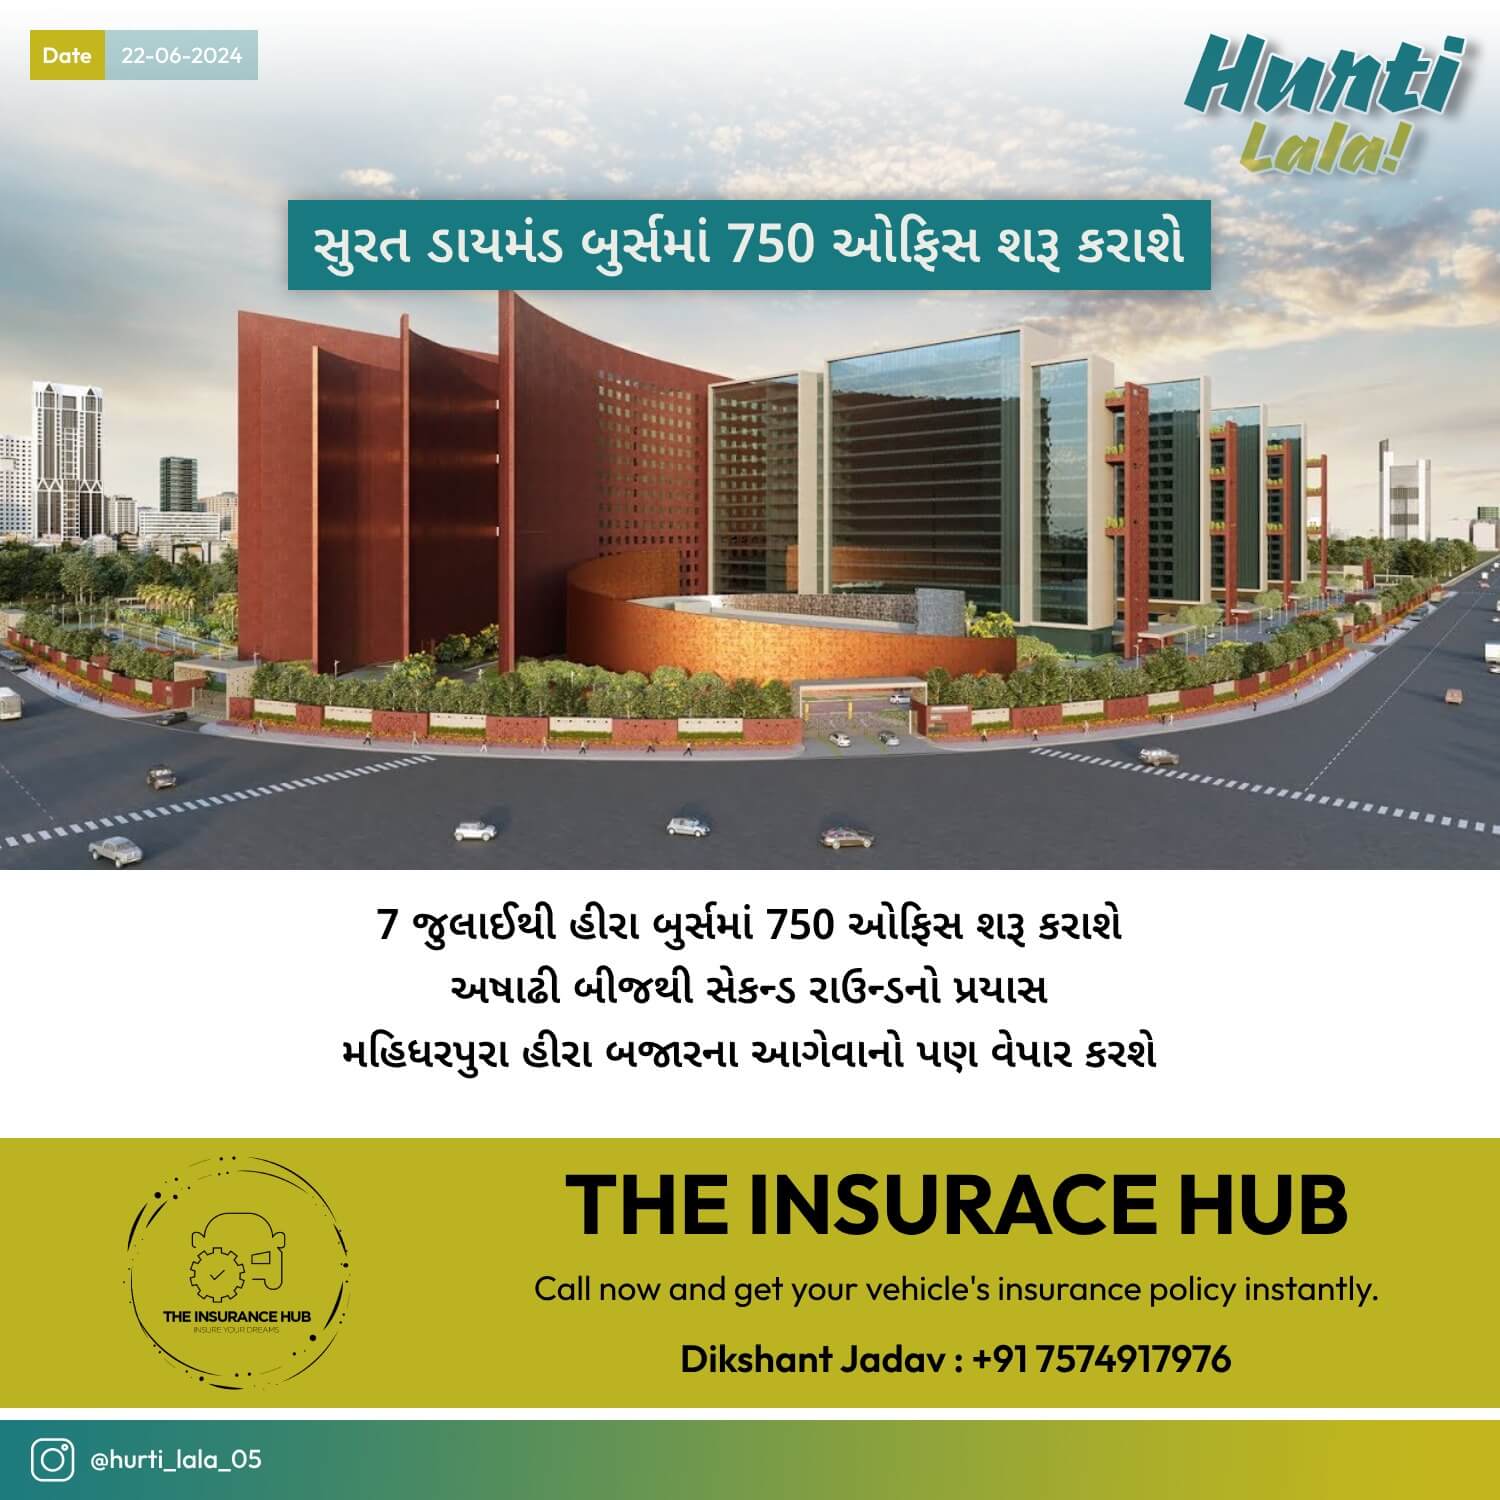 Date 22-06-2024
Hunti
Lala!
સુરત ડાયમંડ બુર્સમાં 750 ઓફિસ શરૂ કરાશે
7 જુલાઈથી હીરા બુર્સમાં 750 ઓફિસ શરૂ કરાશે
અષાઢી બીજથી સેકન્ડ રાઉન્ડનો પ્રયાસ
મહિધરપુરા હીરા બજારના આગેવાનો પણ વેપાર કરશે
THE INSURANCE HUB
INSURE YOUR DREAMS
THE INSURACE HUB
Call now and get your vehicle's insurance policy instantly.
Dikshant Jadav : +91 7574917976
@hurti_lala_05